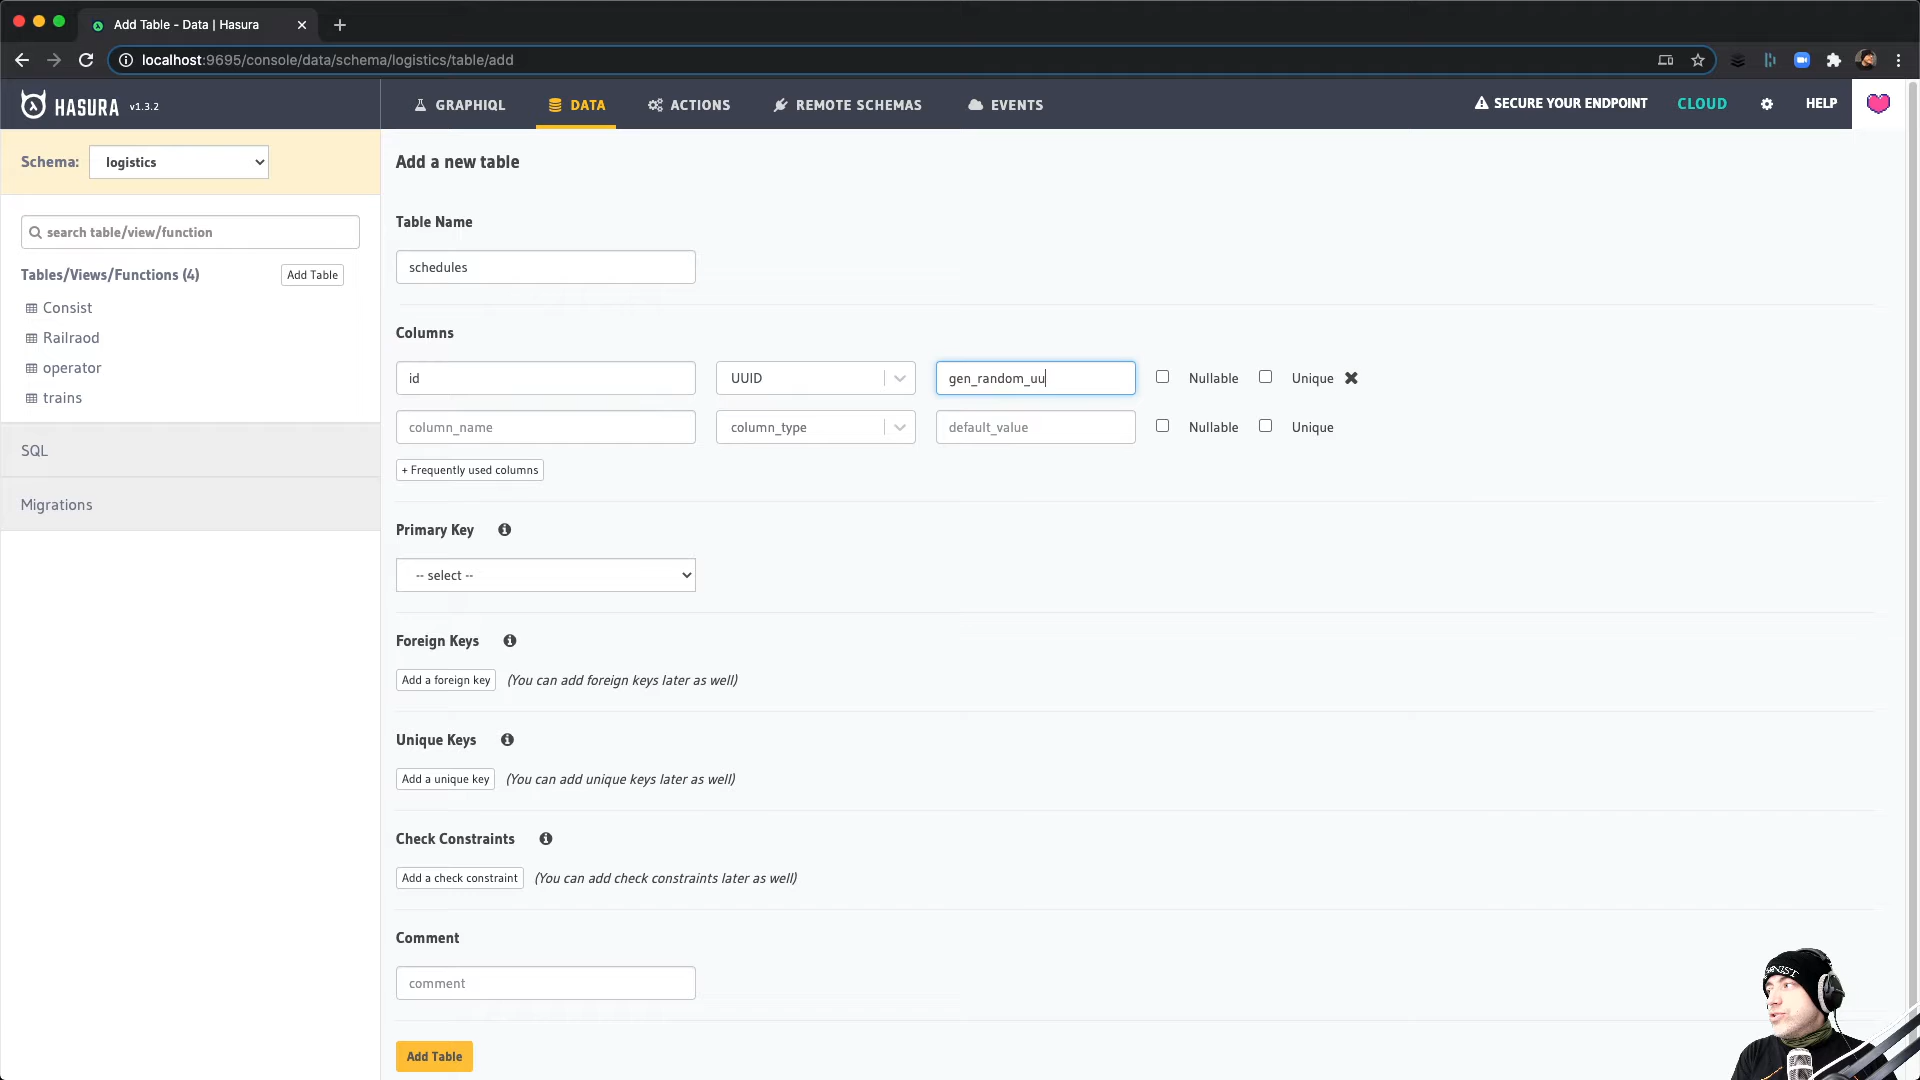 Add Table - Data | Hasura
localhost:9695/console/data/schema/logistics/table/add
HASURA v1.3.2
GRAPHIQL
DATA
ACTIONS
REMOTE SCHEMAS
EVENTS
SECURE YOUR ENDPOINT
CLOUD
HELP
Schema: logistics
search table/view/function
Tables/Views/Functions (4) Add Table
Consist
Railraod
operator
trains
SQL
Migrations
Add a new table
Table Name
schedules
Columns
id UUID gen_random_uu Nullable Unique
column_name column_type default_value Nullable Unique
+ Frequently used columns
Primary Key
-- select --
Foreign Keys
Add a foreign key (You can add foreign keys later as well)
Unique Keys
Add a unique key (You can add unique keys later as well)
Check Constraints
Add a check constraint (You can add check constraints later as well)
Comment
comment
Add Table